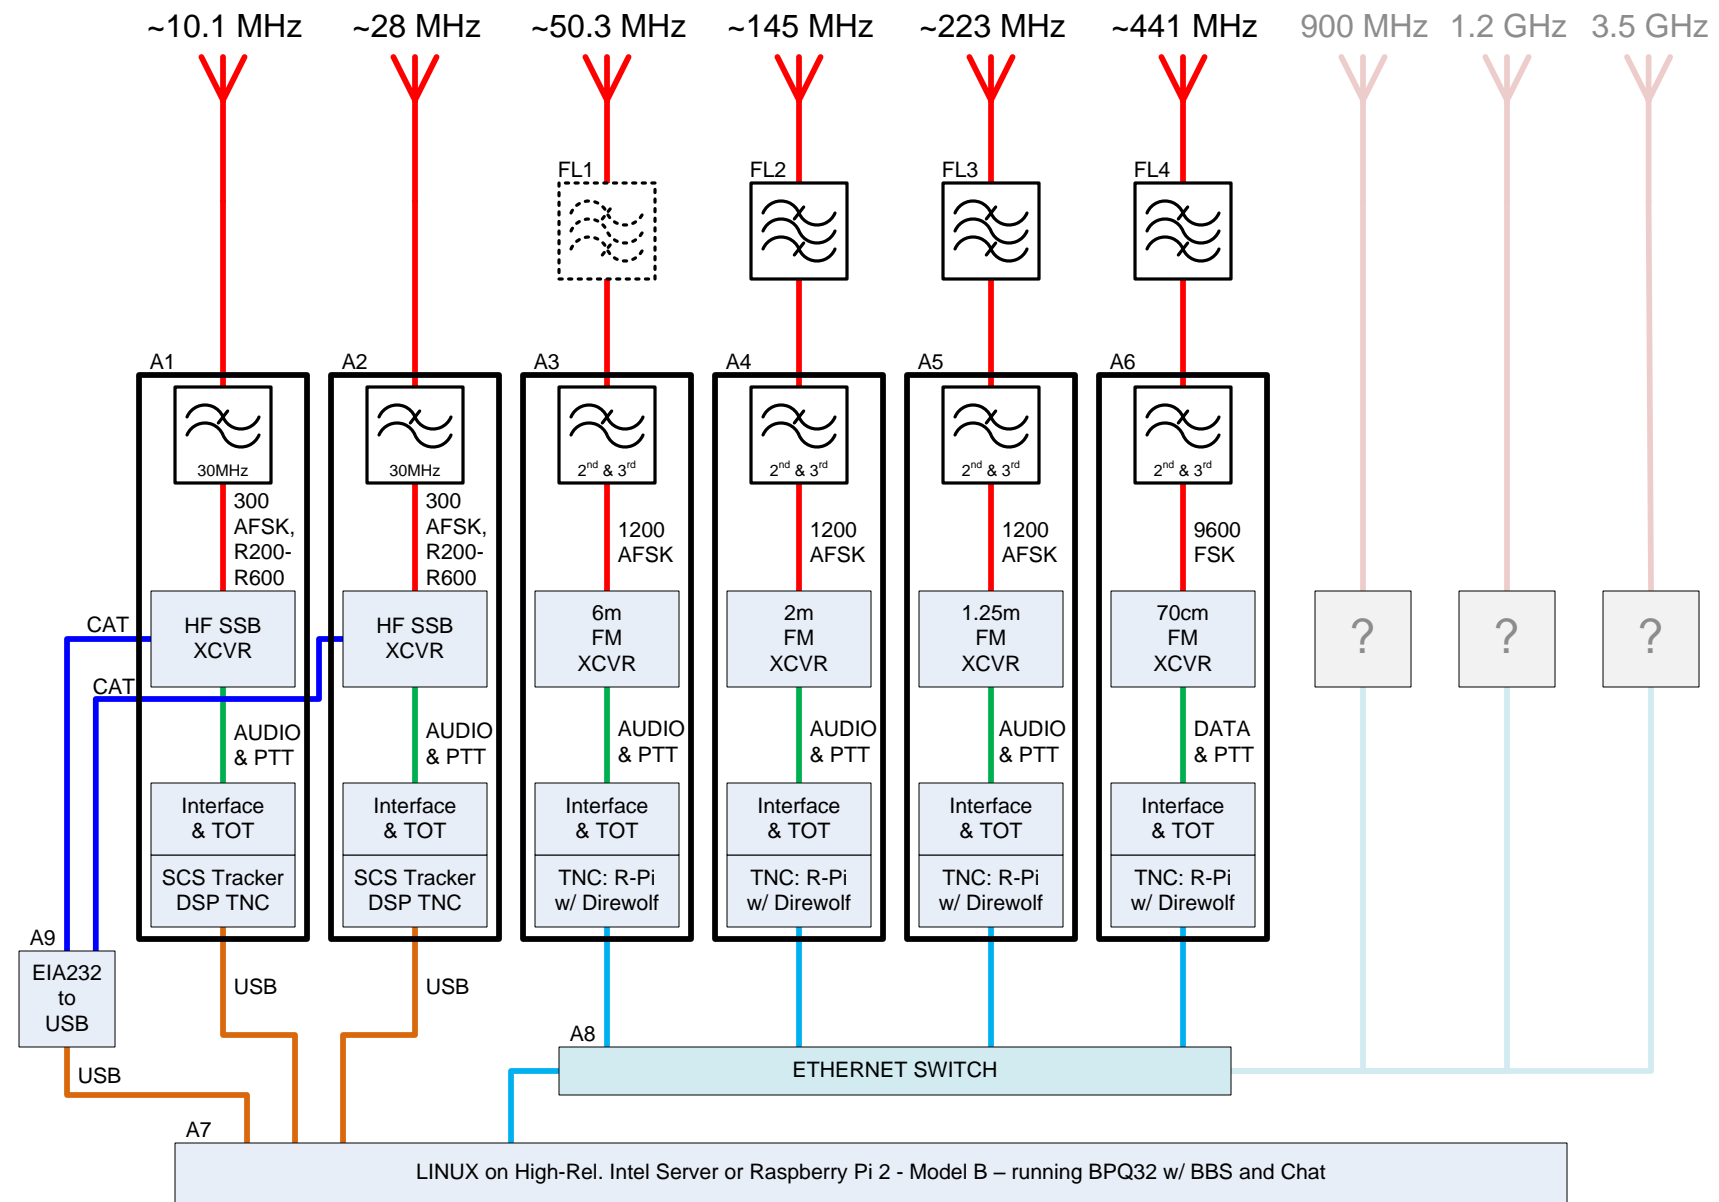 ~10.1 MHz ~28 MHz ~50.3 MHz ~145 MHz ~223 MHz ~441 MHz 900 MHz 1.2 GHz 3.5 GHz
FL1 FL2 FL3 FL4
A1 A2 A3 A4 A5 A6
30MHz 30MHz 2nd & 3rd 2nd & 3rd 2nd & 3rd 2nd & 3rd
300
AFSK,
R200-
R600
300
AFSK,
R200-
R600
1200
AFSK
1200
AFSK
1200
AFSK
9600
FSK
CAT
CAT
HF SSB
XCVR
HF SSB
XCVR
6m
FM
XCVR
2m
FM
XCVR
1.25m
FM
XCVR
70cm
FM
XCVR
? ? ?
AUDIO
& PTT
AUDIO
& PTT
AUDIO
& PTT
AUDIO
& PTT
AUDIO
& PTT
DATA
& PTT
Interface
& TOT
Interface
& TOT
Interface
& TOT
Interface
& TOT
Interface
& TOT
Interface
& TOT
SCS Tracker
DSP TNC
SCS Tracker
DSP TNC
TNC: R-Pi
w/ Direwolf
TNC: R-Pi
w/ Direwolf
TNC: R-Pi
w/ Direwolf
TNC: R-Pi
w/ Direwolf
A9
EIA232
to
USB
USB USB
A8
ETHERNET SWITCH
USB
A7
LINUX on High-Rel. Intel Server or Raspberry Pi 2 - Model B – running BPQ32 w/ BBS and Chat